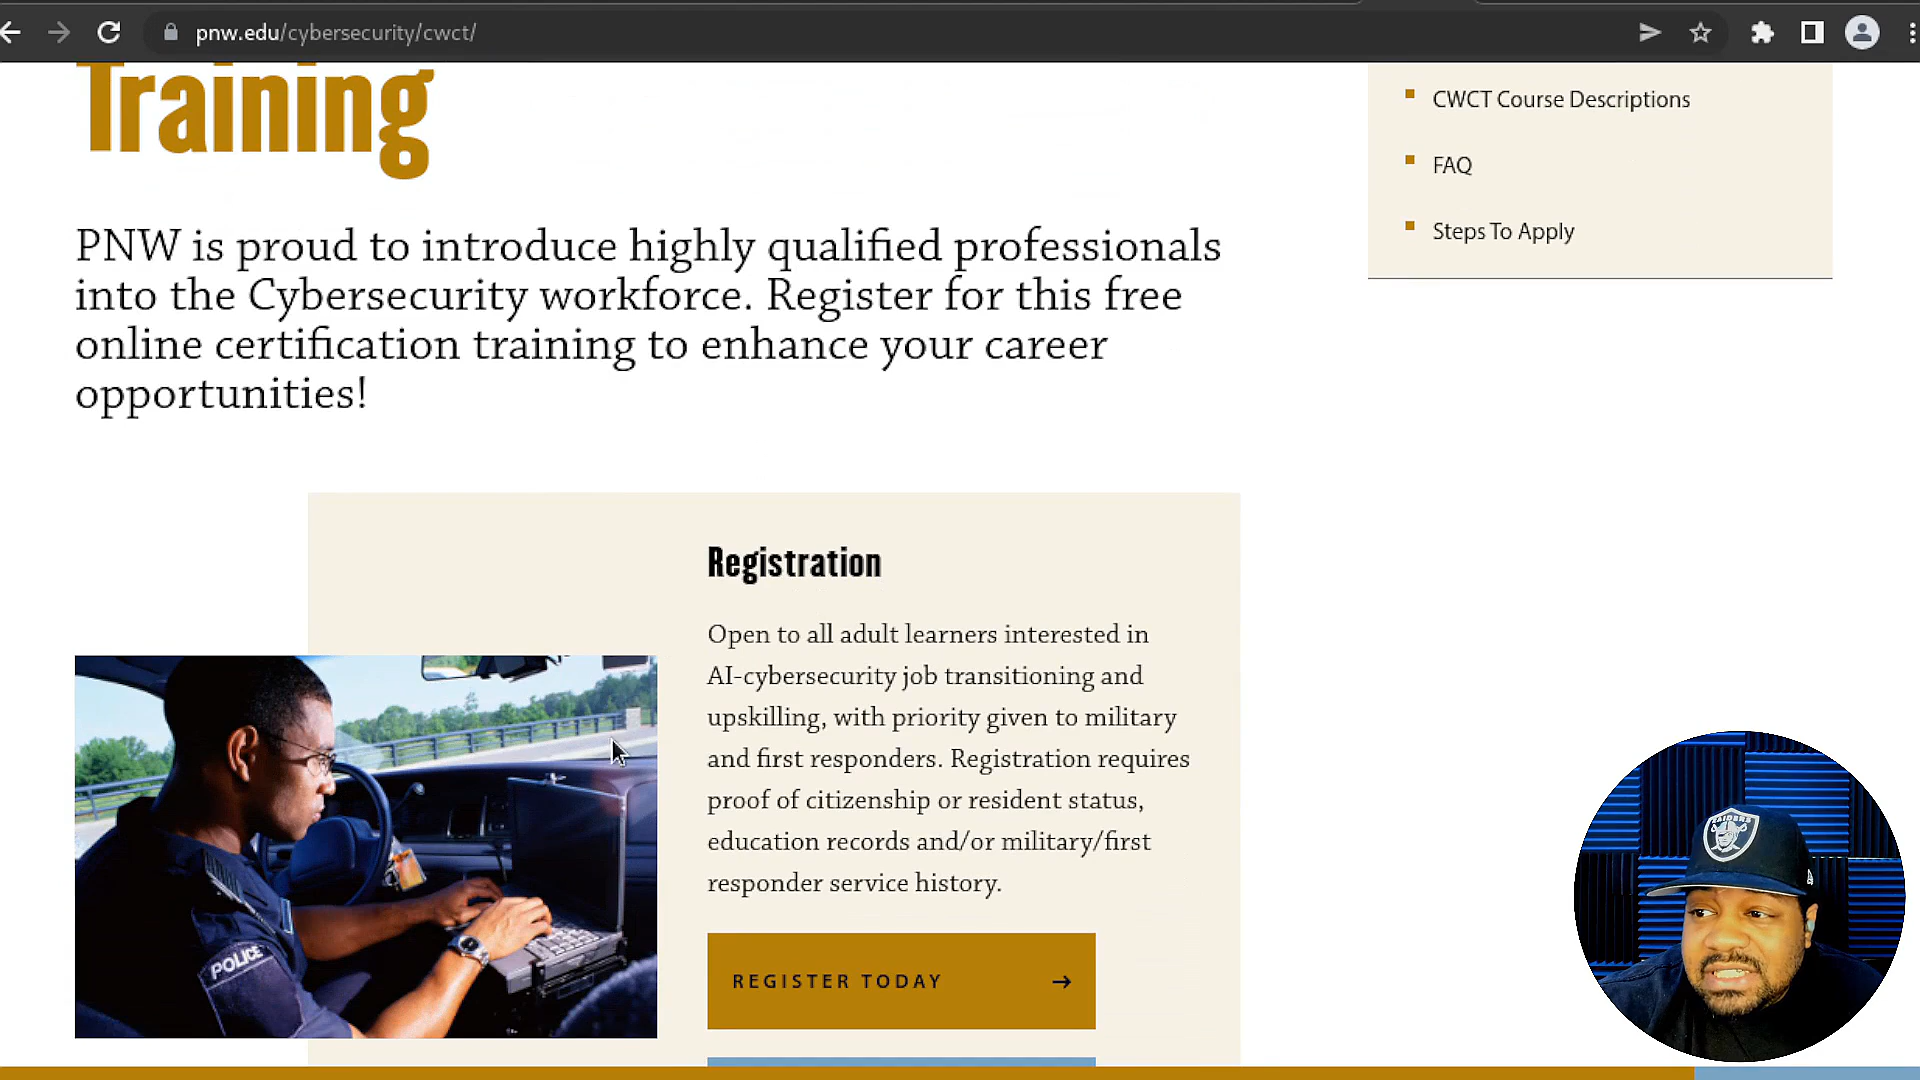 pnw.edu/cybersecurity/cwct/
Training
PNW is proud to introduce highly qualified professionals
into the Cybersecurity workforce. Register for this free
online certification training to enhance your career
opportunities!
CWCT Course Descriptions
FAQ
Steps To Apply
Registration
Open to all adult learners interested in
AI-cybersecurity job transitioning and
upskilling, with priority given to military
and first responders. Registration requires
proof of citizenship or resident status,
education records and/or military/first
responder service history.
REGISTER TODAY →
POLICE
RAIDERS